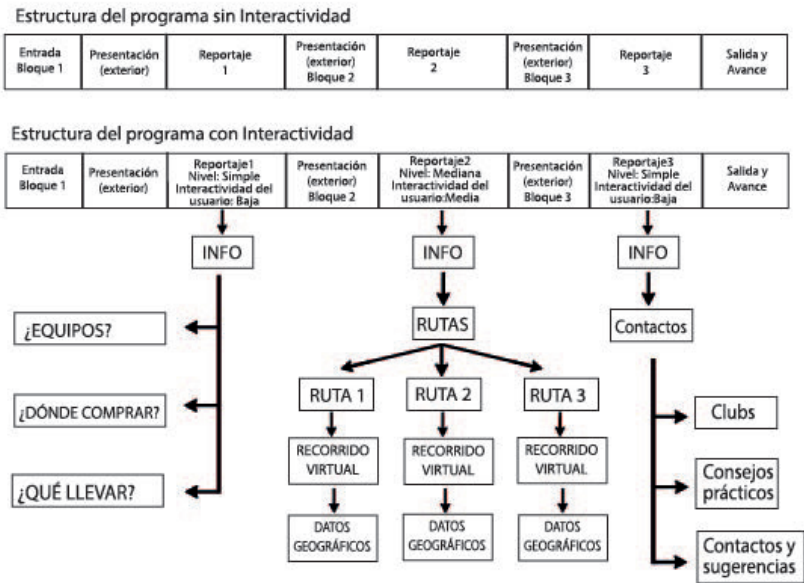 Estructura del programa sin Interactividad
Entrada
Bloque 1
Presentación
(exterior)
Reportaje
1
Presentación
(exterior)
Bloque 2
Reportaje
2
Presentación
(exterior)
Bloque 3
Reportaje
3
Salida y
Avance
Estructura del programa con Interactividad
Entrada
Bloque 1
Presentación
(exterior)
Reportaje1
Nivel: Simple
Interactividad del
usuario: Baja
Presentación
(exterior)
Bloque 2
Reportaje2
Nivel: Mediana
Interactividad del
usuario:Media
Presentación
(exterior)
Bloque 3
Reportaje3
Nivel: Simple
Interactividad del
usuario:Baja
Salida y
Avance
INFO
INFO
INFO
¿EQUIPOS?
¿DÓNDE COMPRAR?
¿QUÉ LLEVAR?
RUTAS
RUTA 1
RUTA 2
RUTA 3
RECORRIDO
VIRTUAL
RECORRIDO
VIRTUAL
RECORRIDO
VIRTUAL
DATOS
GEOGRÁFICOS
DATOS
GEOGRÁFICOS
DATOS
GEOGRÁFICOS
Contactos
Clubs
Consejos
prácticos
Contactos y
sugerencias